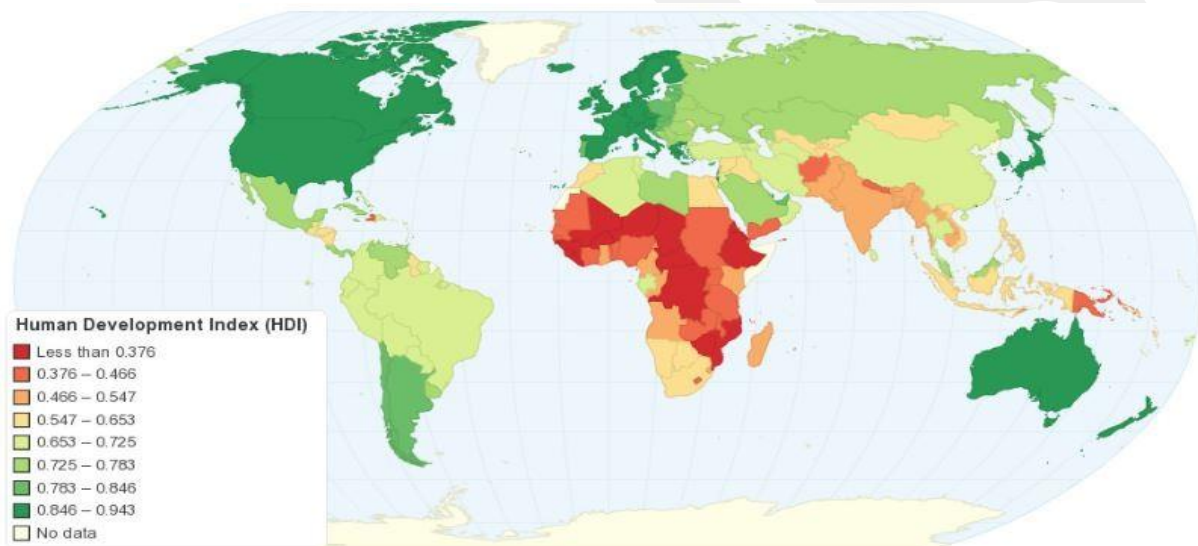 Human Development Index (HDI)
Less than 0.376
0.376 – 0.466
0.466 – 0.547
0.547 – 0.653
0.653 – 0.725
0.725 – 0.783
0.783 – 0.846
0.846 – 0.943
No data